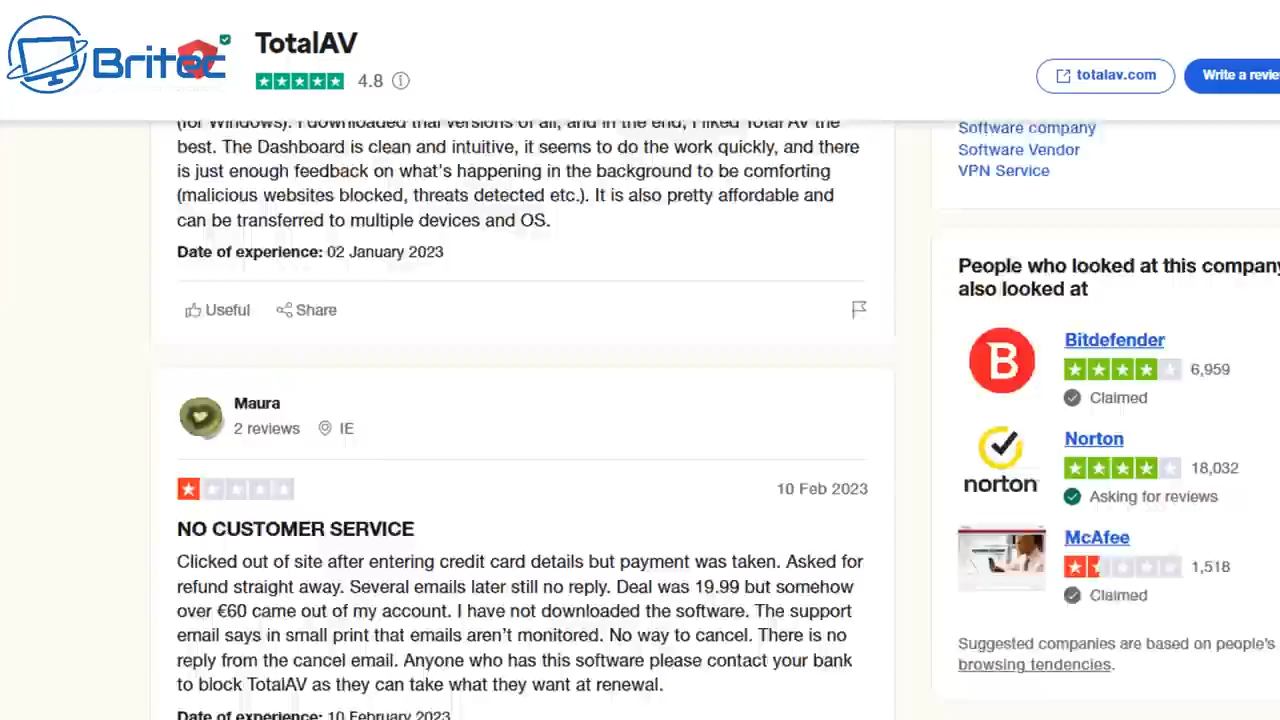 Britec
TotalAV
4.8
totalav.com
Write a revie
(for Windows). I downloaded trial versions of all, and in the end, I liked Total AV the
best. The Dashboard is clean and intuitive, it seems to do the work quickly, and there
is just enough feedback on what's happening in the background to be comforting
(malicious websites blocked, threats detected etc.). It is also pretty affordable and
can be transferred to multiple devices and OS.
Date of experience: 02 January 2023
Useful
Share
Maura
2 reviews
IE
10 Feb 2023
NO CUSTOMER SERVICE
Clicked out of site after entering credit card details but payment was taken. Asked for
refund straight away. Several emails later still no reply. Deal was 19.99 but somehow
over €60 came out of my account. I have not downloaded the software. The support
email says in small print that emails aren't monitored. No way to cancel. There is no
reply from the cancel email. Anyone who has this software please contact your bank
to block TotalAV as they can take what they want at renewal.
Date of experience: 10 February 2023
Software company
Software Vendor
VPN Service
People who looked at this company
also looked at
B
Bitdefender
6,959
Claimed
norton
Norton
18,032
Asking for reviews
McAfee
1,518
Claimed
Suggested companies are based on people's
browsing tendencies.